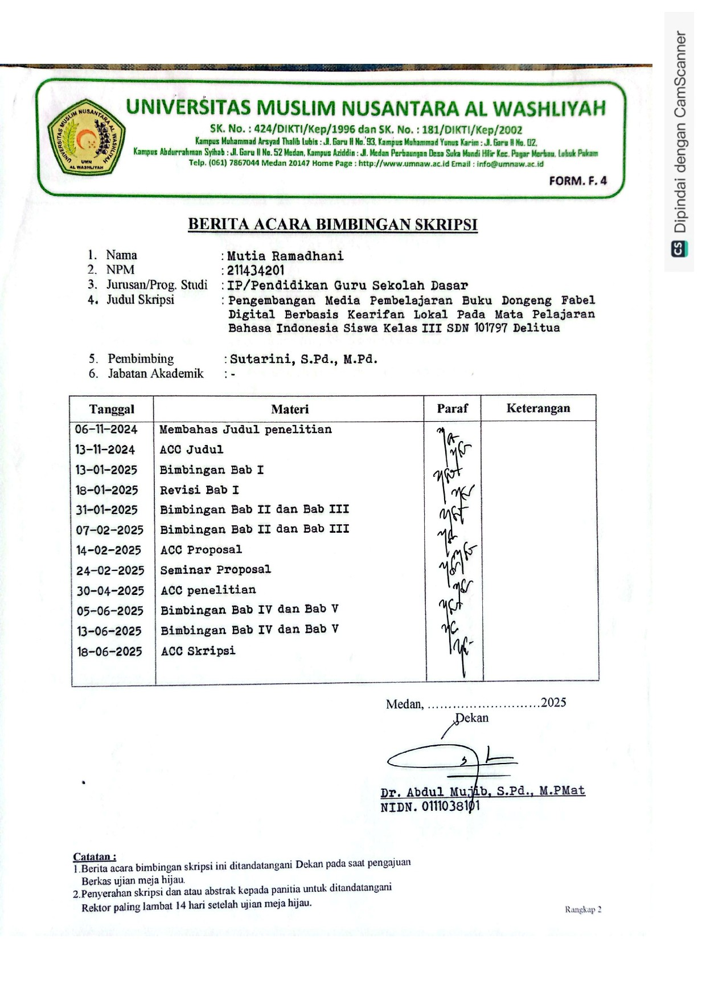 UNIVERSITAS MUSLIM NUSANTARA AL WASHLIYAH
SK. No. : 424/DIKTI/Kep/1996 dan SK. No. : 181/DIKTI/Kep/2002
Kampus Muhammad Arsyad Thalib Lubis : Jl. Garu II No. 93, Kampus Muhammad Yunus Karim : Jl. Garu II No. 02,
Kampus Abdurrahman Syihab : Jl. Garu II No. 52 Medan, Kampus Aziddin : Jl. Medan Perbaungan Desa Suka Mandi Hilir Kec. Pagar Merbau, Lubuk Pakam
Telp. (061) 7867044 Medan 20147 Home Page : http://www.umnaw.ac.id Email : info@umnaw.ac.id
FORM. F. 4
UNIVERSITAS MUSLIM NUSANTARA AL WASHLIYAH
UMN
AL WASHLIYAH
BERITA ACARA BIMBINGAN SKRIPSI
1. Nama : Mutia Ramadhani
2. NPM : 211434201
3. Jurusan/Prog. Studi : IP/Pendidikan Guru Sekolah Dasar
4. Judul Skripsi : Pengembangan Media Pembelajaran Buku Dongeng Fabel
Digital Berbasis Kearifan Lokal Pada Mata Pelajaran
Bahasa Indonesia Siswa Kelas III SDN 101797 Delitua
5. Pembimbing : Sutarini, S.Pd., M.Pd.
6. Jabatan Akademik : -
Tanggal Materi Paraf Keterangan
06-11-2024 Membahas Judul penelitian
13-11-2024 ACC Judul
13-01-2025 Bimbingan Bab I
18-01-2025 Revisi Bab I
31-01-2025 Bimbingan Bab II dan Bab III
07-02-2025 Bimbingan Bab II dan Bab III
14-02-2025 ACC Proposal
24-02-2025 Seminar Proposal
30-04-2025 ACC penelitian
05-06-2025 Bimbingan Bab IV dan Bab V
13-06-2025 Bimbingan Bab IV dan Bab V
18-06-2025 ACC Skripsi
Medan, ...........................2025
Dekan
Dr. Abdul Mujib, S.Pd., M.PMat
NIDN. 0111038101
Catatan :
1.Berita acara bimbingan skripsi ini ditandatangani Dekan pada saat pengajuan
Berkas ujian meja hijau.
2.Penyerahan skripsi dan atau abstrak kepada panitia untuk ditandatangani
Rektor paling lambat 14 hari setelah ujian meja hijau.
Rangkap 2
CS Dipindai dengan CamScanner